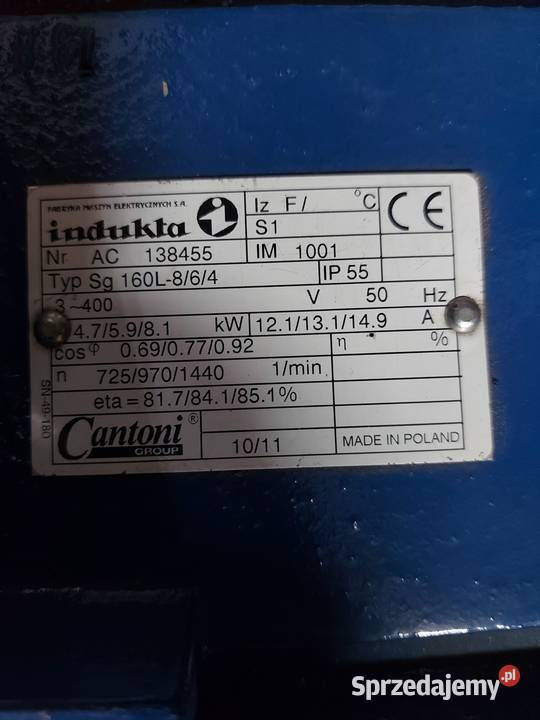 FABRYKA MASZYN ELEKTRYCZNYCH S.A.
indukta
Iz F/ °C
CE
S1
Nr AC 138455
IM 1001
Typ Sg 160L-8/6/4
IP 55
3~400 V 50 Hz
4.7/5.9/8.1 kW
12.1/13.1/14.9 A
cosφ 0.69/0.77/0.92
η %
n 725/970/1440 1/min
eta = 81.7/84.1/85.1%
SN-49-180
Cantoni®
GROUP
10/11
MADE IN POLAND
Sprzedajemy.pl